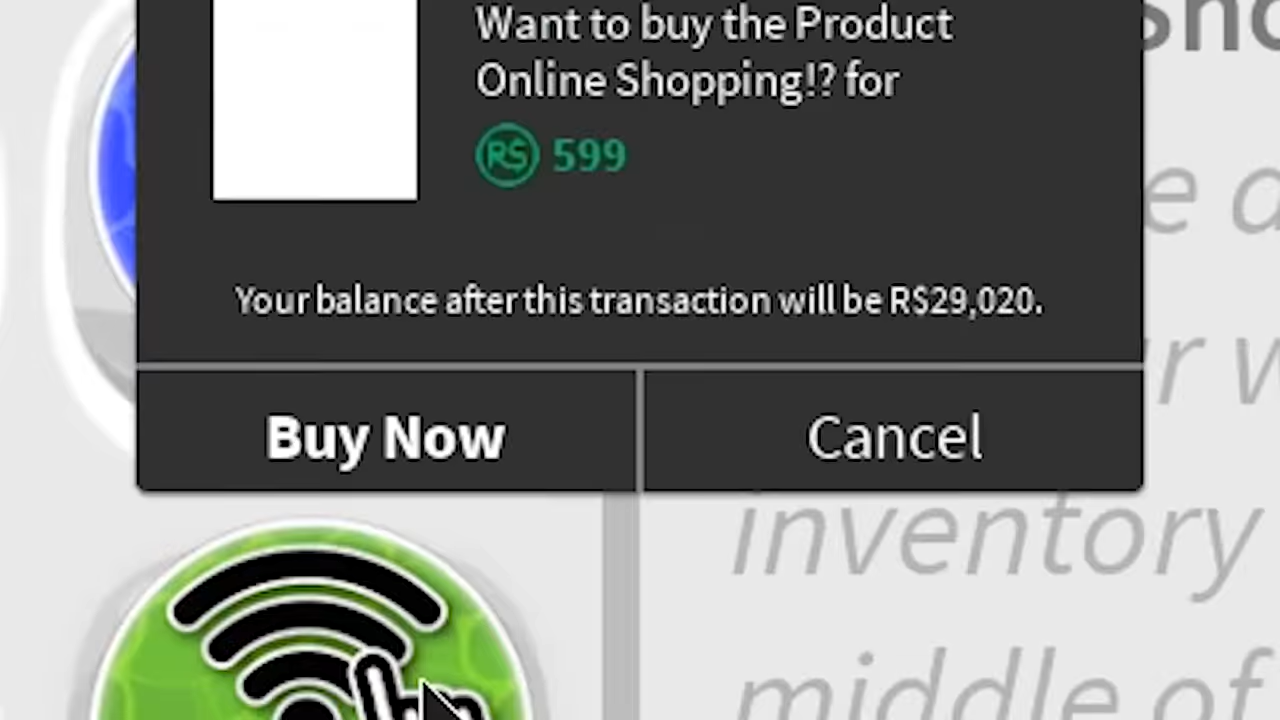 Sho
Want to buy the Product
Online Shopping!? for
R$ 599
e d
Your balance after this transaction will be R$29,020.
r w
Buy Now
Cancel
inventory
middle of